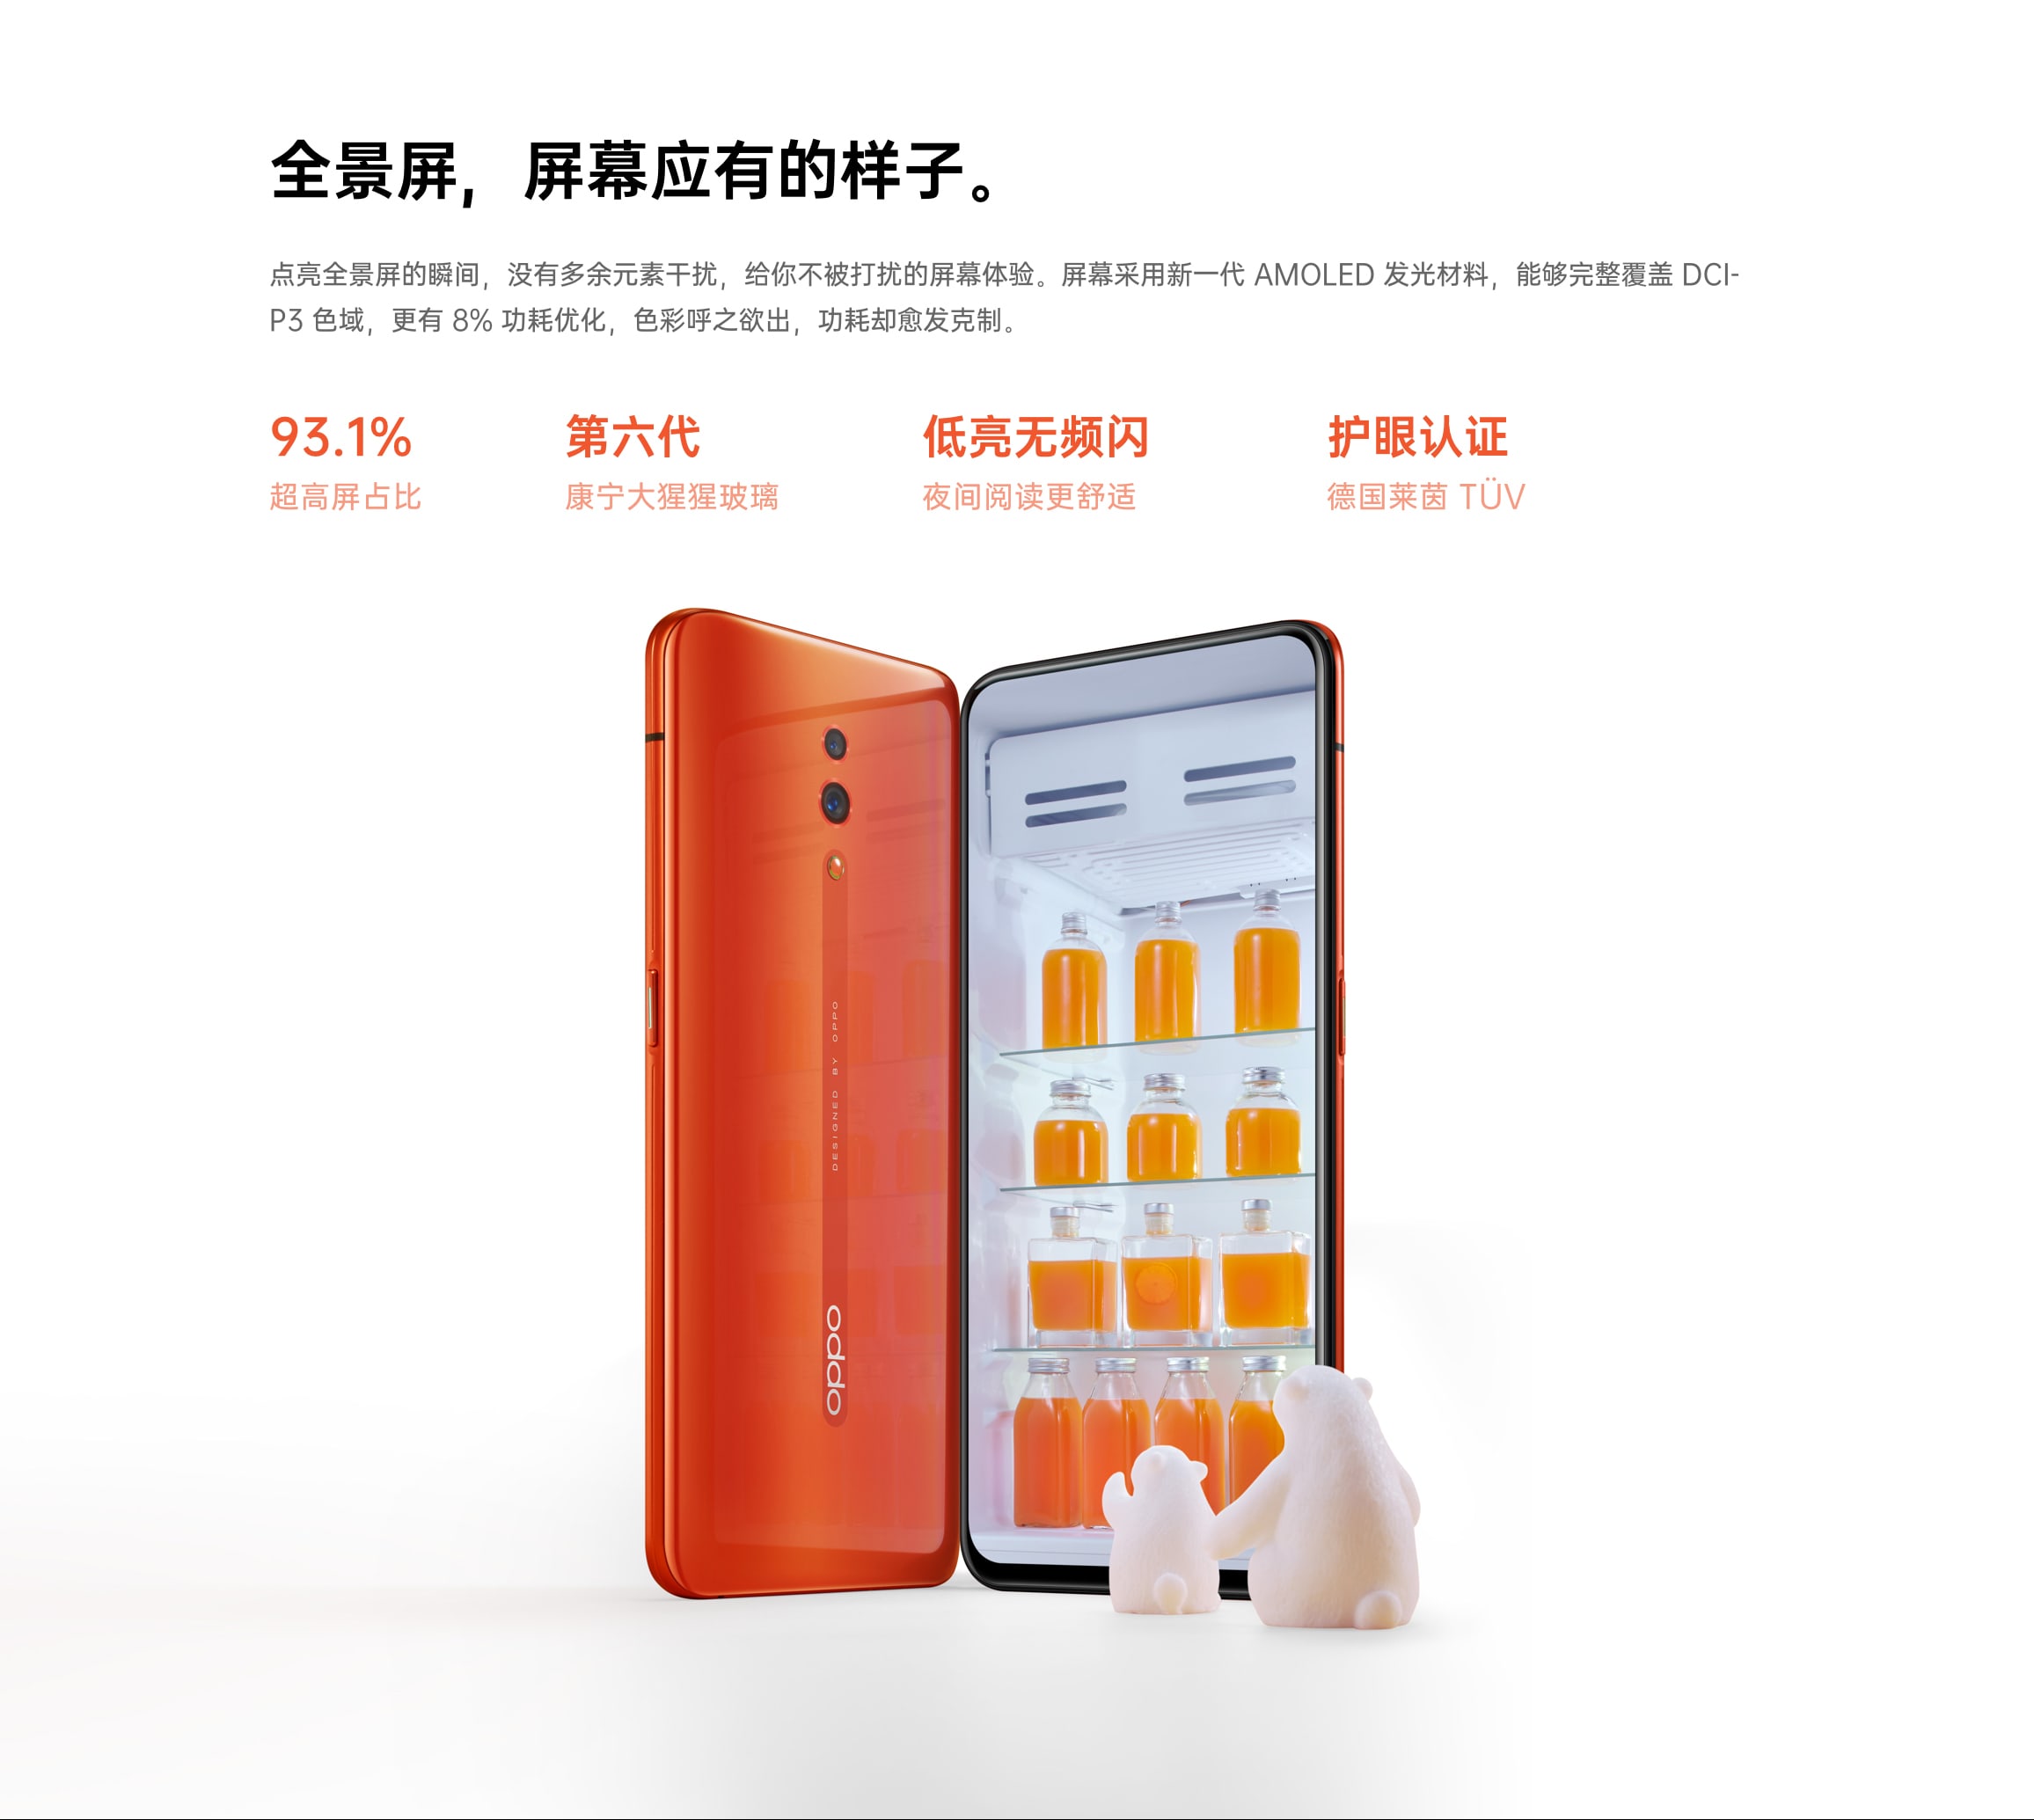 全景屏，屏幕应有的样子。
点亮全景屏的瞬间，没有多余元素干扰，给你不被打扰的屏幕体验。屏幕采用新一代 AMOLED 发光材料，能够完整覆盖 DCI-
P3 色域，更有 8% 功耗优化，色彩呼之欲出，功耗却愈发克制。
93.1%
超高屏占比
第六代
康宁大猩猩玻璃
低亮无频闪
夜间阅读更舒适
护眼认证
德国莱茵 TÜV
DESIGNED BY OPPO
oppo